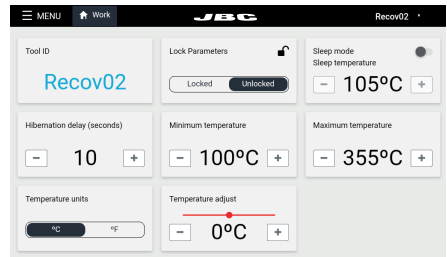 MENU
Work
JBC
Recov02
Tool ID
Recov02
Lock Parameters
Locked
Unlocked
Sleep mode
Sleep temperature
- 105ºC +
Hibernation delay (seconds)
- 10 +
Minimum temperature
- 100ºC +
Maximum temperature
- 355ºC +
Temperature units
ºC
ºF
Temperature adjust
- 0ºC +